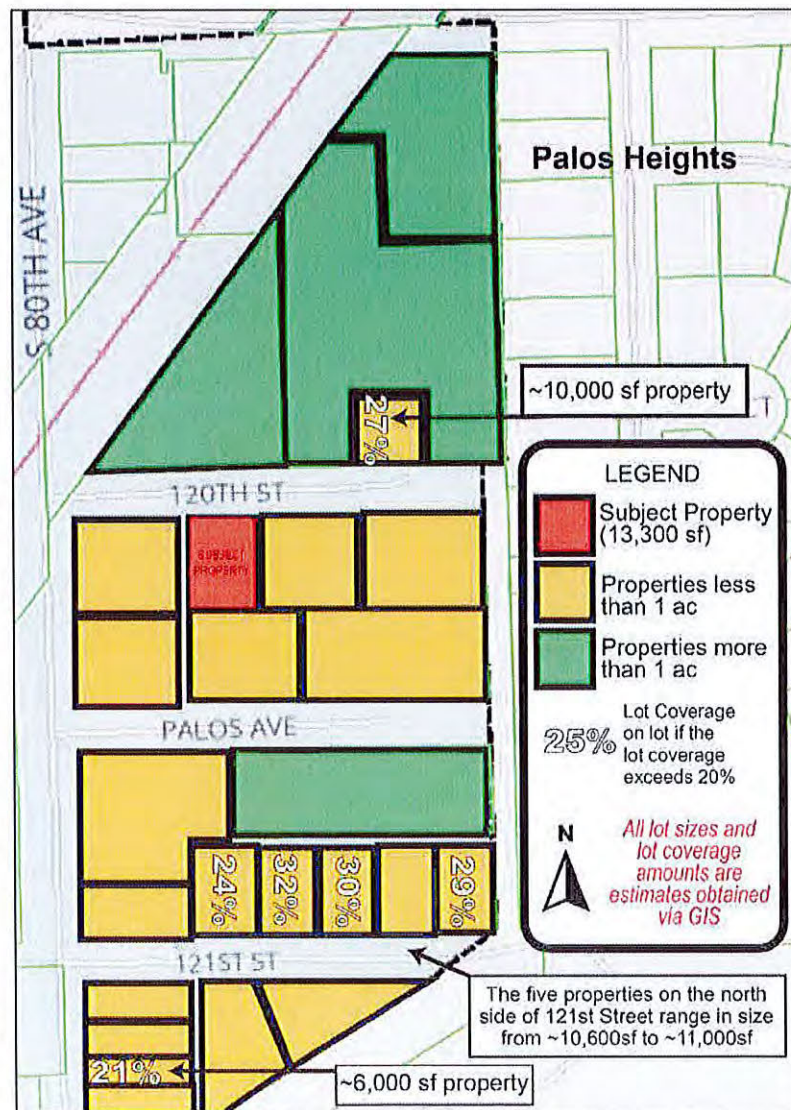 Palos Heights
S 80TH AVE
~10,000 sf property
27%
CT
120TH ST
SUBJECT
PROPERTY
LEGEND
Subject Property
(13,300 sf)
Properties less
than 1 ac
Properties more
than 1 ac
25%
Lot Coverage
on lot if the
lot coverage
exceeds 20%
N
All lot sizes and
lot coverage
amounts are
estimates obtained
via GIS
PALOS AVE
24%
32%
30%
29%
121ST ST
The five properties on the north
side of 121st Street range in size
from ~10,600sf to ~11,000sf
21%
~6,000 sf property